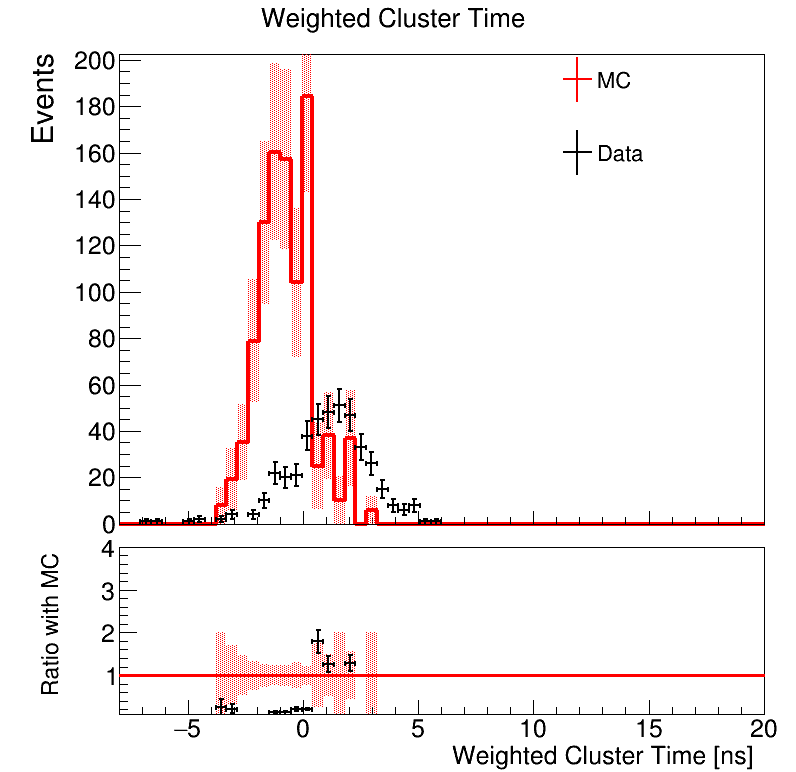 Weighted Cluster Time
Events
200
180
160
140
120
100
80
60
40
20
0
MC
Data
Ratio with MC
4
3
2
1
−5 0 5 10 15 20
Weighted Cluster Time [ns]